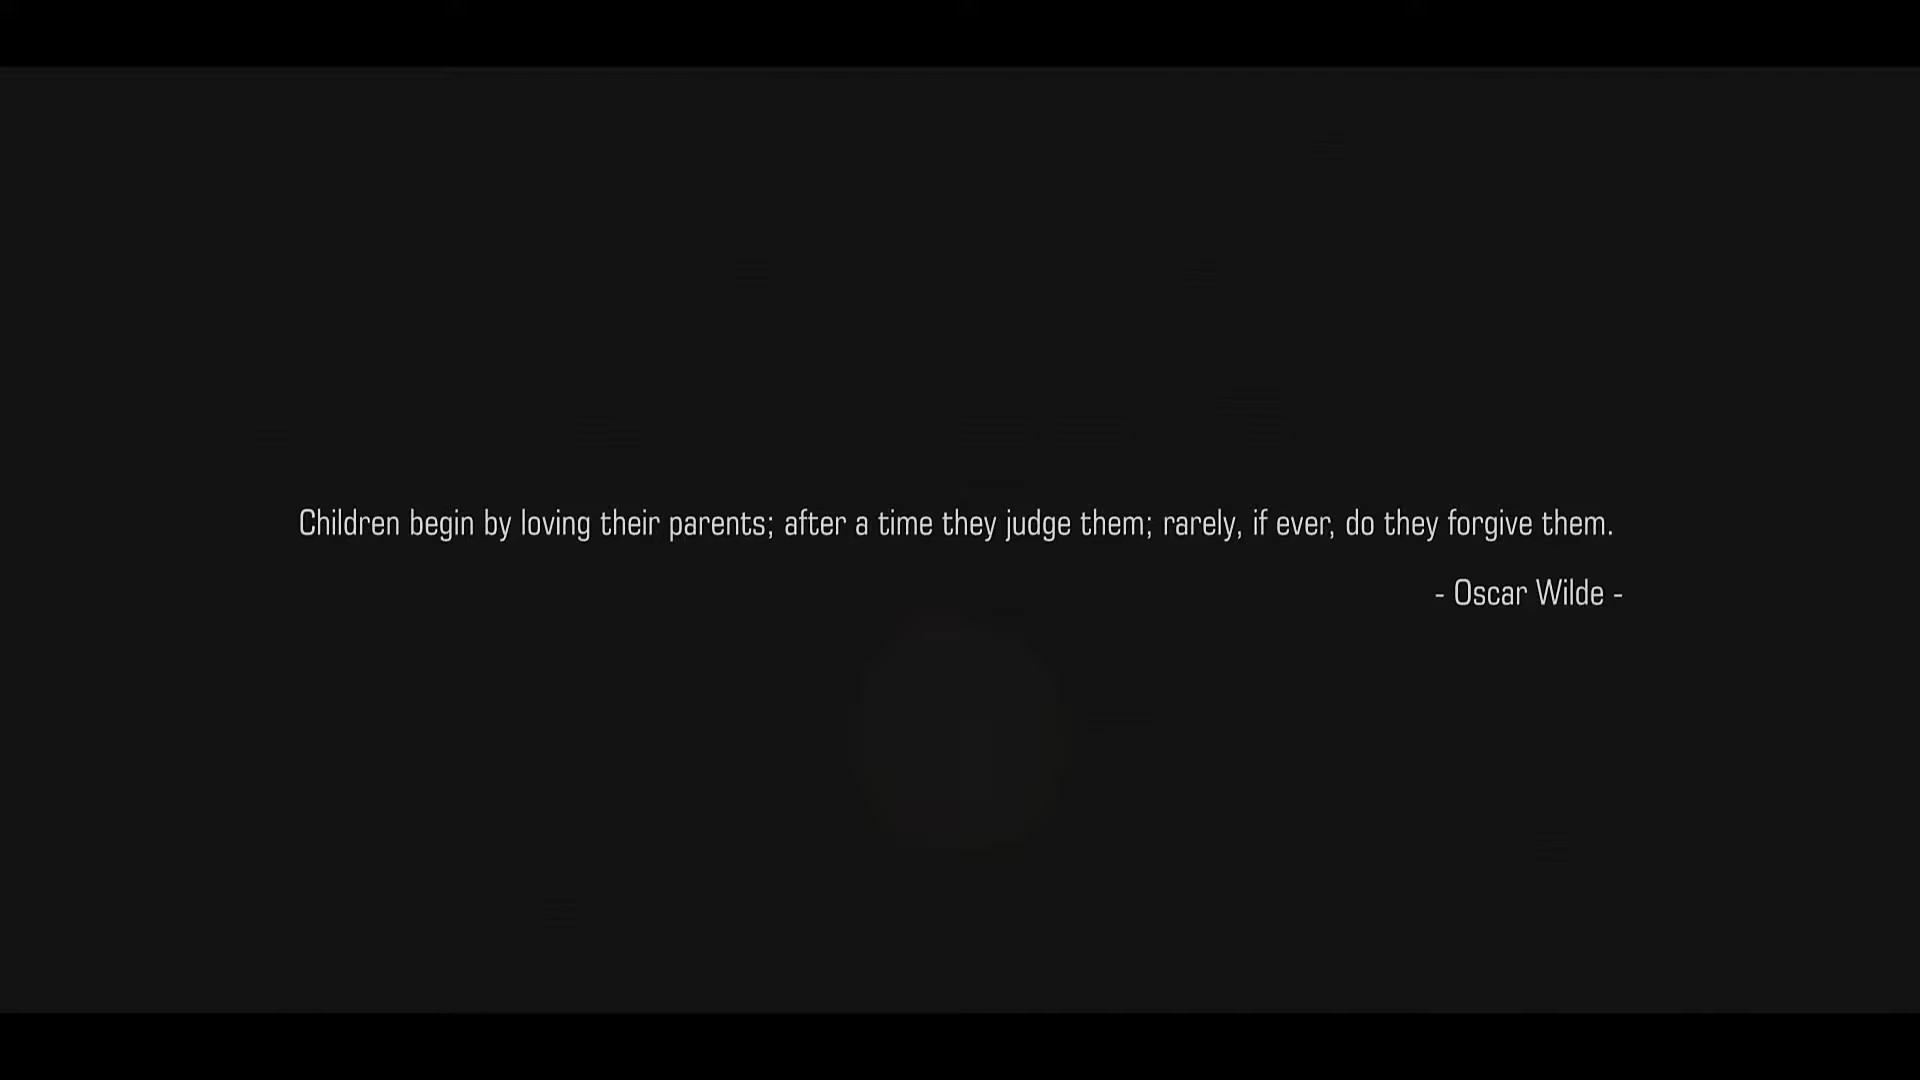 Children begin by loving their parents; after a time they judge them; rarely, if ever, do they forgive them.
- Oscar Wilde -